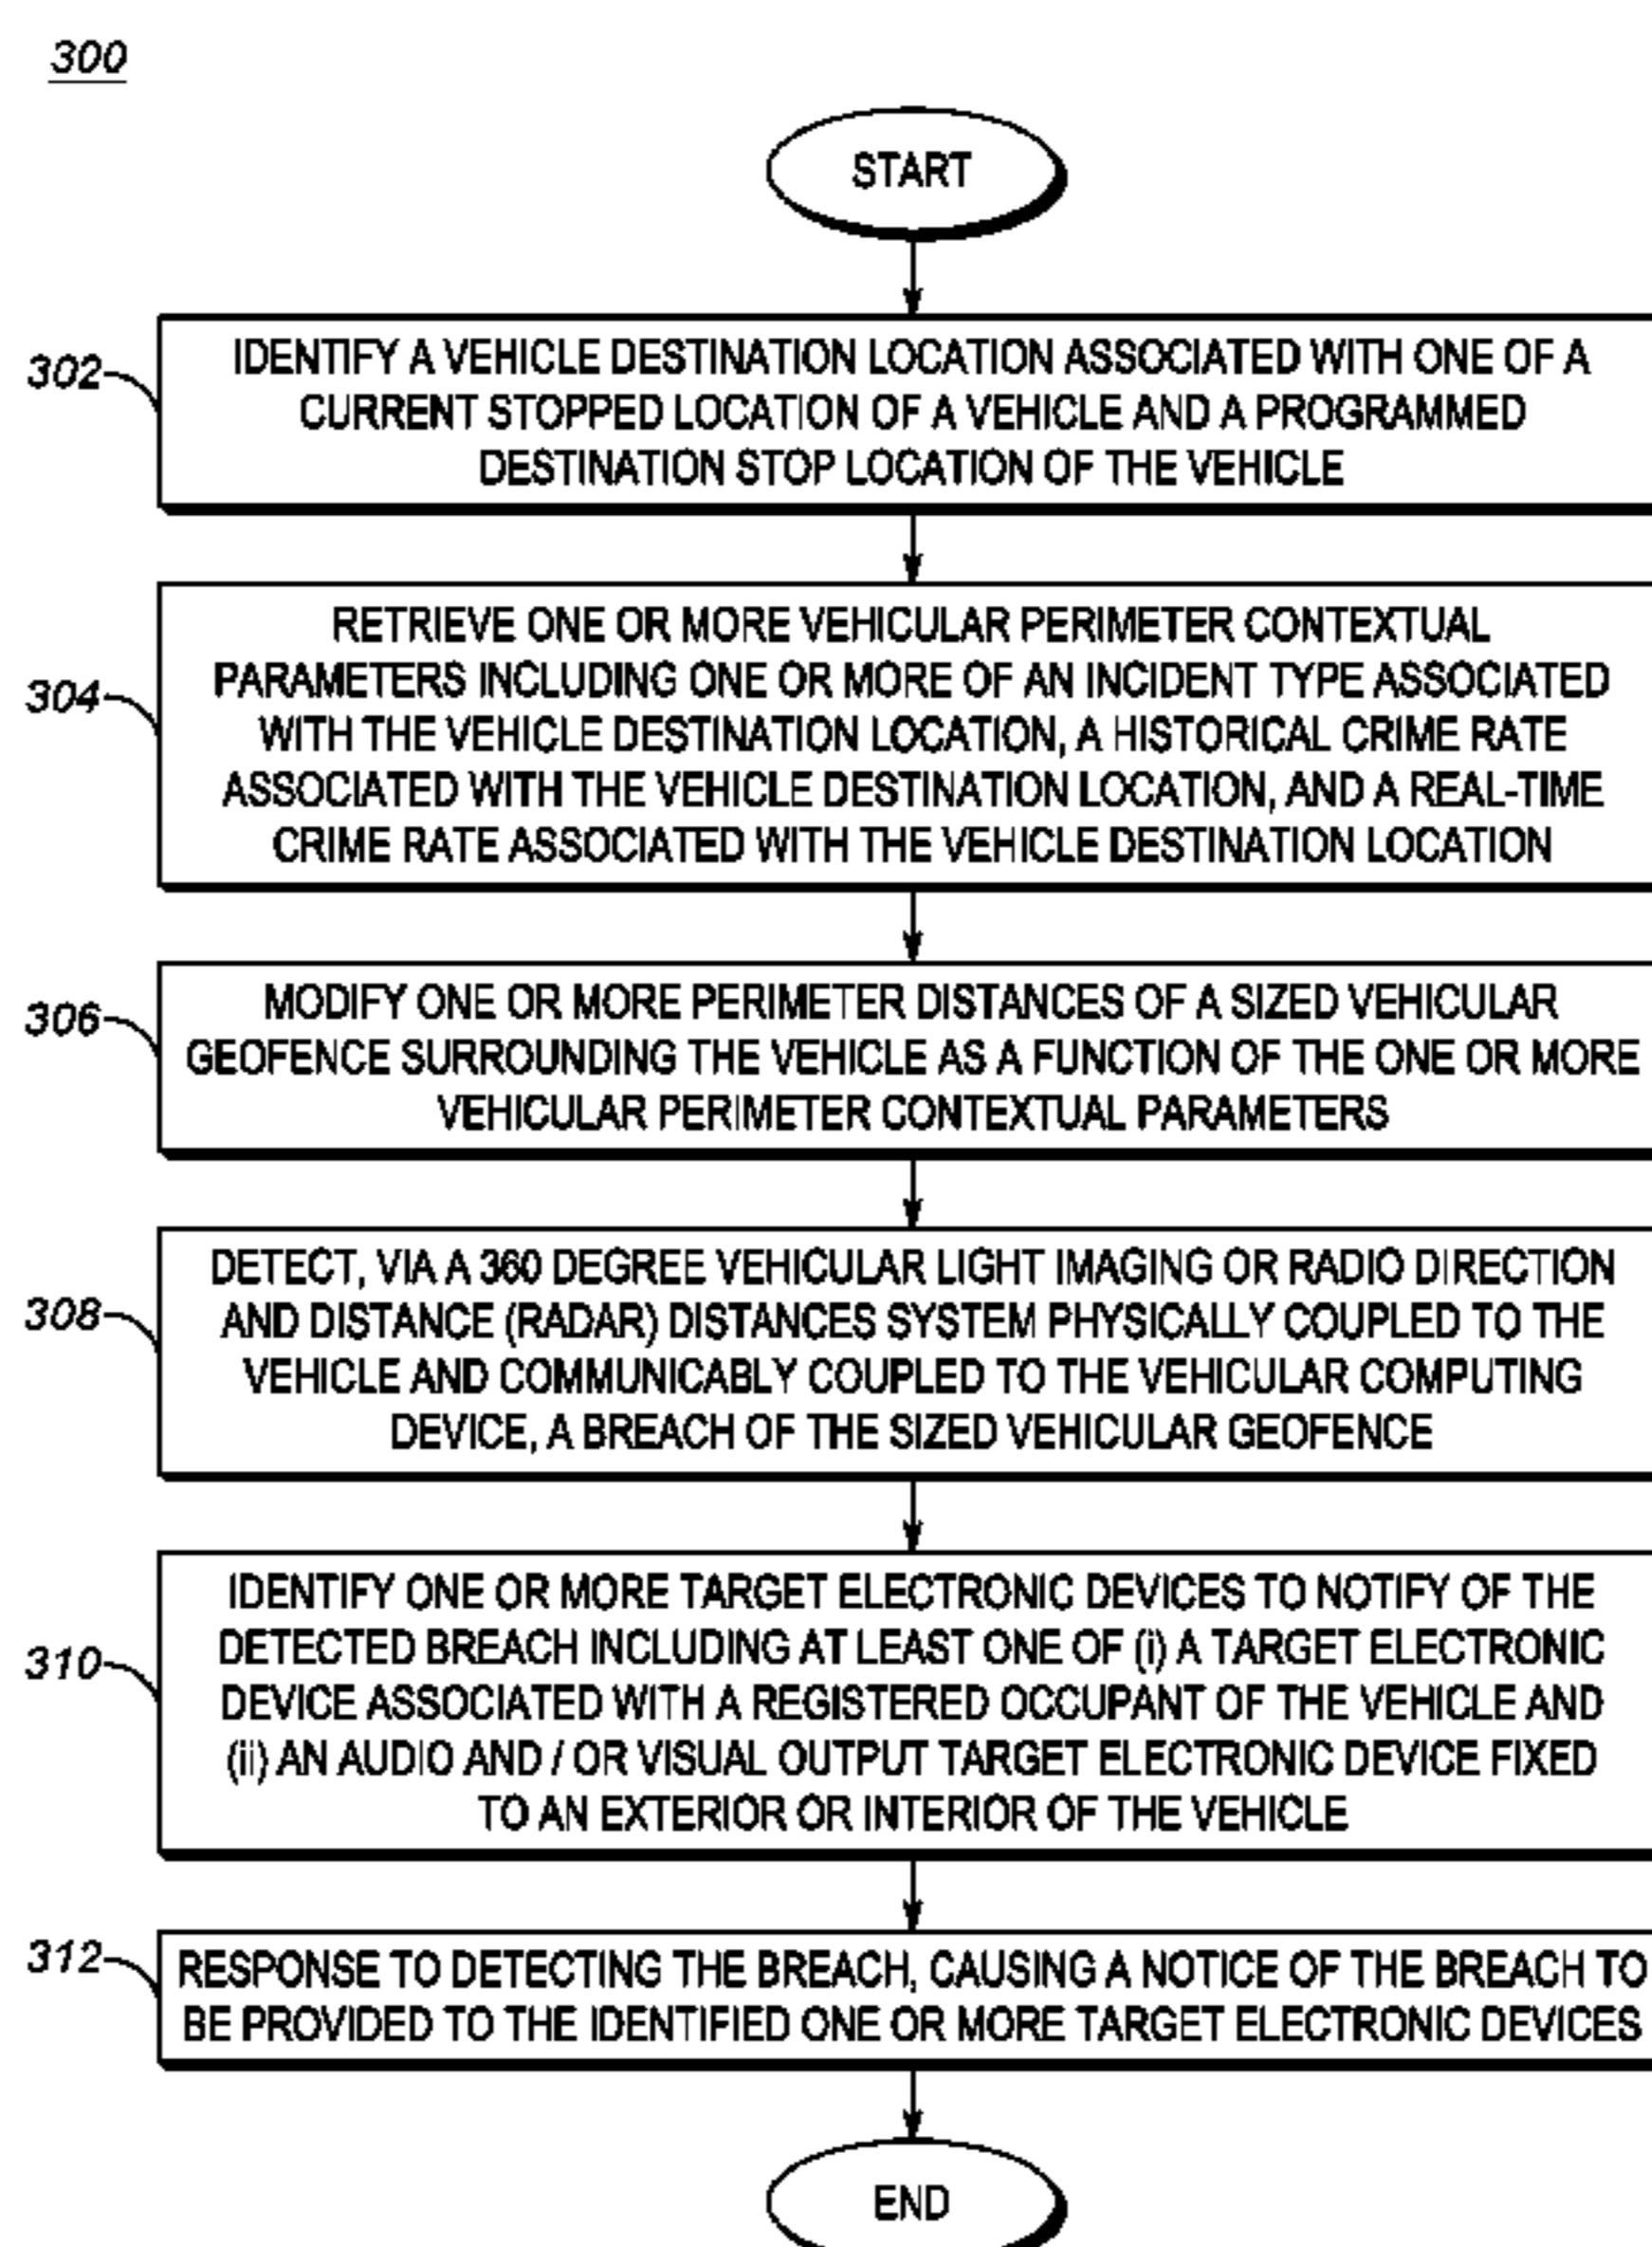 300
START
302
IDENTIFY A VEHICLE DESTINATION LOCATION ASSOCIATED WITH ONE OF A
CURRENT STOPPED LOCATION OF A VEHICLE AND A PROGRAMMED
DESTINATION STOP LOCATION OF THE VEHICLE
304
RETRIEVE ONE OR MORE VEHICULAR PERIMETER CONTEXTUAL
PARAMETERS INCLUDING ONE OR MORE OF AN INCIDENT TYPE ASSOCIATED
WITH THE VEHICLE DESTINATION LOCATION, A HISTORICAL CRIME RATE
ASSOCIATED WITH THE VEHICLE DESTINATION LOCATION, AND A REAL-TIME
CRIME RATE ASSOCIATED WITH THE VEHICLE DESTINATION LOCATION
306
MODIFY ONE OR MORE PERIMETER DISTANCES OF A SIZED VEHICULAR
GEOFENCE SURROUNDING THE VEHICLE AS A FUNCTION OF THE ONE OR MORE
VEHICULAR PERIMETER CONTEXTUAL PARAMETERS
308
DETECT, VIA A 360 DEGREE VEHICULAR LIGHT IMAGING OR RADIO DIRECTION
AND DISTANCE (RADAR) DISTANCES SYSTEM PHYSICALLY COUPLED TO THE
VEHICLE AND COMMUNICABLY COUPLED TO THE VEHICULAR COMPUTING
DEVICE, A BREACH OF THE SIZED VEHICULAR GEOFENCE
310
IDENTIFY ONE OR MORE TARGET ELECTRONIC DEVICES TO NOTIFY OF THE
DETECTED BREACH INCLUDING AT LEAST ONE OF (i) A TARGET ELECTRONIC
DEVICE ASSOCIATED WITH A REGISTERED OCCUPANT OF THE VEHICLE AND
(ii) AN AUDIO AND / OR VISUAL OUTPUT TARGET ELECTRONIC DEVICE FIXED
TO AN EXTERIOR OR INTERIOR OF THE VEHICLE
312
RESPONSE TO DETECTING THE BREACH, CAUSING A NOTICE OF THE BREACH TO
BE PROVIDED TO THE IDENTIFIED ONE OR MORE TARGET ELECTRONIC DEVICES
END